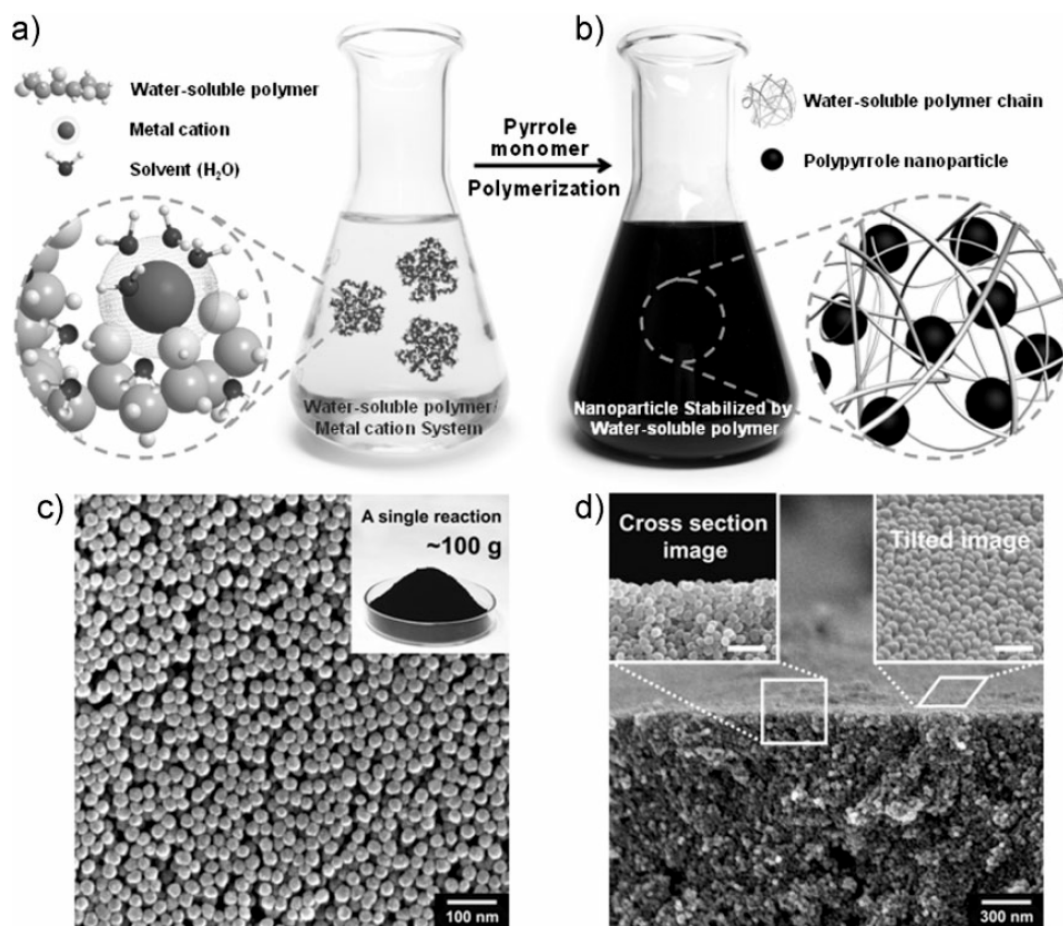 a)
Water-soluble polymer
Metal cation
Solvent (H₂O)
Water-soluble polymer/
Metal cation System
Pyrrole
monomer
Polymerization
b)
Water-soluble polymer chain
Polypyrrole nanoparticle
Nanoparticle Stabilized by
Water-soluble polymer
c)
A single reaction
~100 g
100 nm
d)
Cross section
image
Tilted image
300 nm